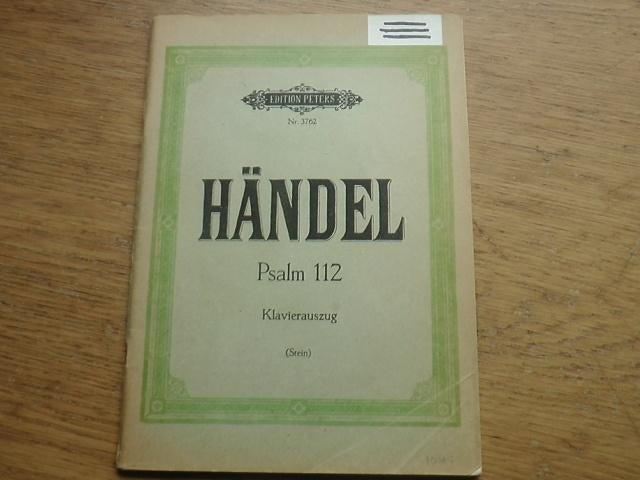 EDITION PETERS
Nr. 3762
HÄNDEL
Psalm 112
Klavierauszug
(Stein)